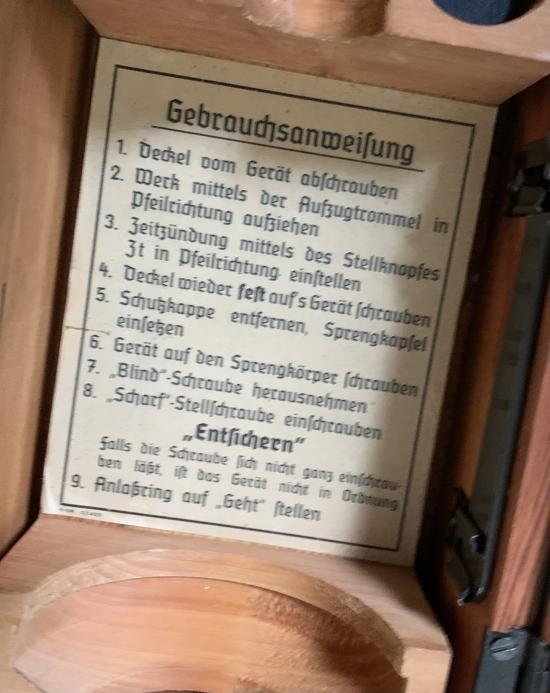 Gebrauchsanweiſung
1. Deckel vom Gerät abſchrauben
2. Werk mittels der Aufzugtrommel in
Pfeilrichtung aufziehen
3. Zeitzündung mittels des Stellknopfes
Zt in Pfeilrichtung einſtellen
4. Deckel wieder feſt auf's Gerät ſchrauben
5. Schutzkappe entfernen, Sprengkapſel
einſetzen
6. Gerät auf den Sprengkörper ſchrauben
7. „Blind"-Schraube herausnehmen
8. „Scharf"-Stellſchraube einſchrauben
„Entſichern"
Falls die Schraube ſich nicht ganz einſchrau-
ben läßt, iſt das Gerät nicht in Ordnung
9. Anlaßring auf „Geht" ſtellen